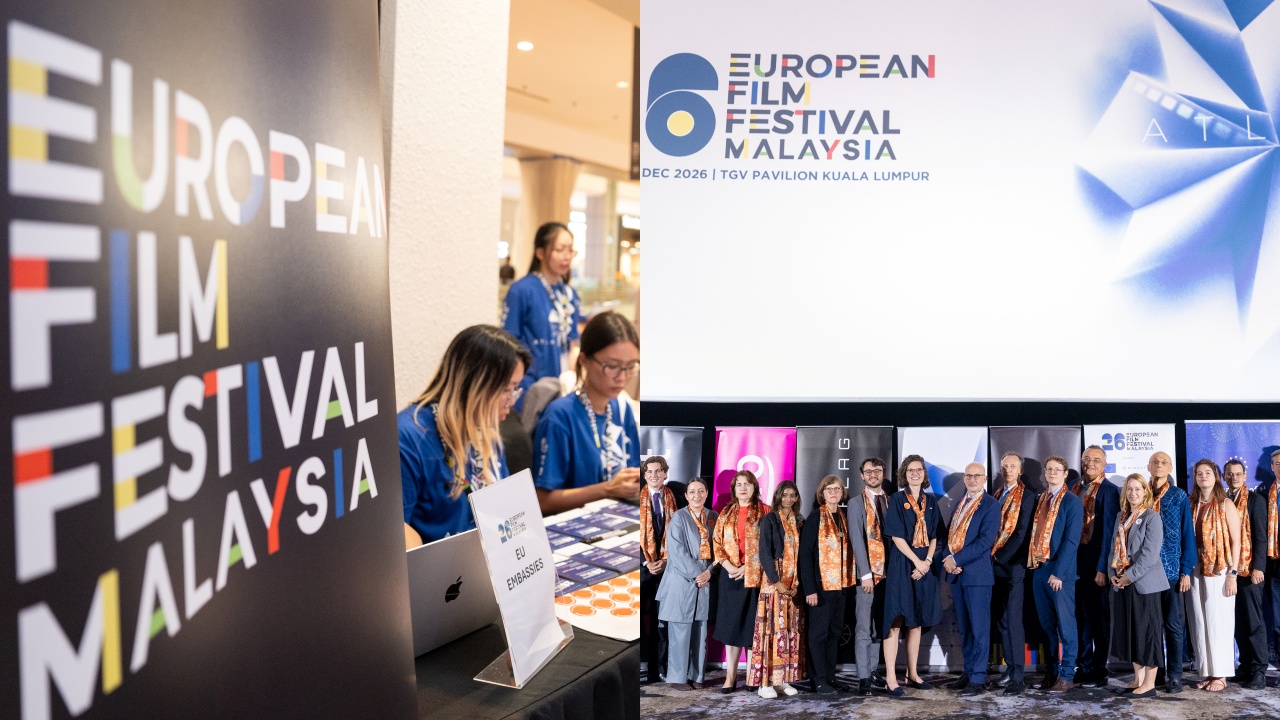 EUROPEAN
FILM
FESTIVAL
MALAYSIA
26
EUROPEAN
FILM
FESTIVAL
MALAYSIA
EU
EMBASSIES
6
EUROPEAN
FILM
FESTIVAL
MALAYSIA
DEC 2026 | TGV PAVILION KUALA LUMPUR
ATL
LAG
26
EUROPEAN
FILM
FESTIVAL
MALAYSIA